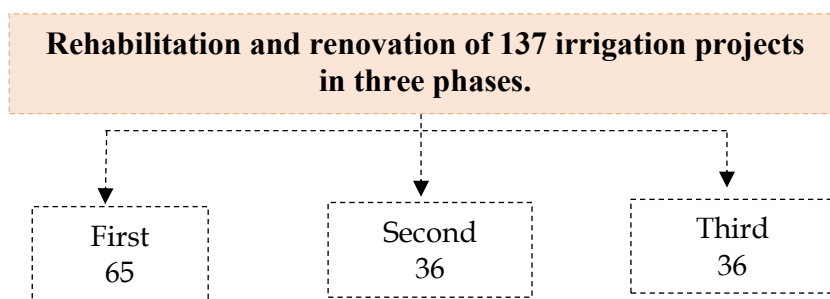 Rehabilitation and renovation of 137 irrigation projects
in three phases.
First
65
Second
36
Third
36